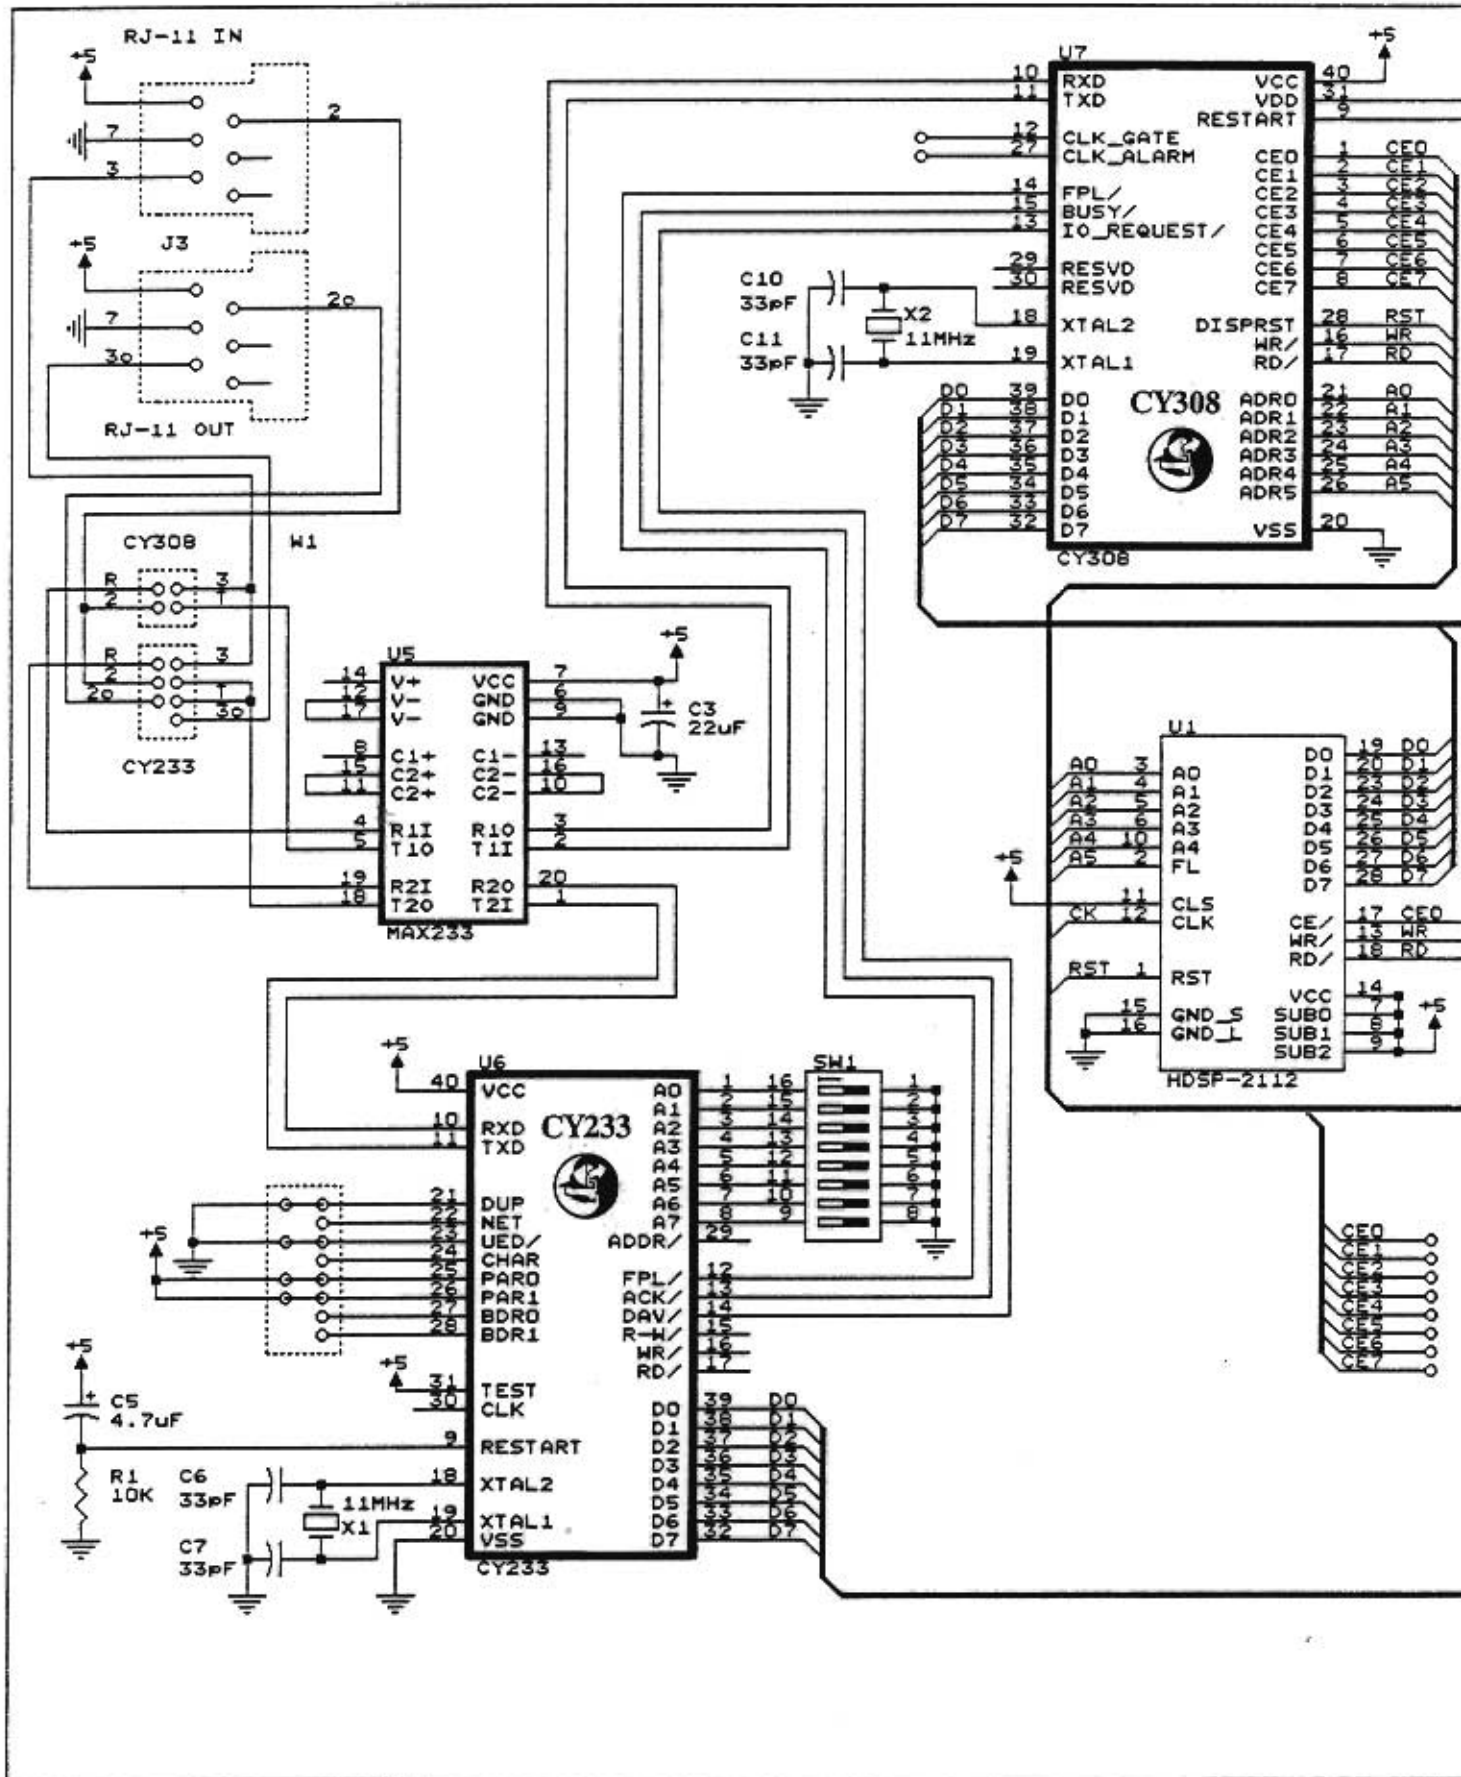 RJ-11 IN
+5
2
7
3
J3
+5
2o
7
3o
RJ-11 OUT
CY308
W1
R
3
2
T
R
3
2
2o
T
3o
CY233
U7
+5
10 RXD VCC 40
11 TXD VDD 31
RESTART 9
12 CLK_GATE
27 CLK_ALARM CE0 1 CE0
CE1 2 CE1
14 FPL/ CE2 3 CE2
15 BUSY/ CE3 4 CE3
13 IO_REQUEST/ CE4 5 CE4
CE5 6 CE5
29 RESVD CE6 7 CE6
30 RESVD CE7 8 CE7
18 XTAL2 DISPRST 28 RST
WR/ 16 WR
19 XTAL1 RD/ 17 RD
D0 39 D0 CY308 ADR0 21 A0
D1 38 D1 ADR1 22 A1
D2 37 D2 ADR2 23 A2
D3 36 D3 ADR3 24 A3
D4 35 D4 ADR4 25 A4
D5 34 D5 ADR5 26 A5
D6 33 D6
D7 32 D7 VSS 20
CY308
C10
33pF
X2
11MHz
C11
33pF
U5
+5
14 V+ VCC 7
12 V- GND 6
17 V- GND 9
8 C1+ C1- 13
15 C2+ C2- 16
11 C2+ C2- 10
4 R1I R1O 3
5 T1O T1I 2
19 R2I R2O 20
18 T2O T2I 1
MAX233
C3
22uF
U1
D0 19 D0
A0 3 A0 D1 20 D1
A1 4 A1 D2 23 D2
A2 5 A2 D3 24 D3
A3 6 A3 D4 25 D4
A4 10 A4 D5 26 D5
A5 2 FL D6 27 D6
D7 28 D7
+5
11 CLS
CK 12 CLK CE/ 17 CE0
WR/ 13 WR
RD/ 18 RD
RST 1 RST
VCC 14
15 GND_S SUB0 7
16 GND_L SUB1 8
SUB2 9
+5
HDSP-2112
U6
+5
40 VCC A0 1
A1 2
10 RXD CY233 A2 3
11 TXD A3 4
A4 5
A5 6
21 DUP A6 7
22 NET A7 8
23 UED/ ADDR/ 29
24 CHAR
25 PAR0 FPL/ 12
26 PAR1 ACK/ 13
27 BDR0 DAV/ 14
28 BDR1 R-W/ 15
WR/ 16
RD/ 17
+5
+5
31 TEST
30 CLK D0 39 D0
D1 38 D1
9 RESTART D2 37 D2
D3 36 D3
18 XTAL2 D4 35 D4
D5 34 D5
19 XTAL1 D6 33 D6
20 VSS D7 32 D7
CY233
SW1
16 1
15 2
14 3
13 4
12 5
11 6
10 7
9 8
+5
C5
4.7uF
R1
10K
C6
33pF
11MHz
X1
C7
33pF
CE0
CE1
CE2
CE3
CE4
CE5
CE6
CE7